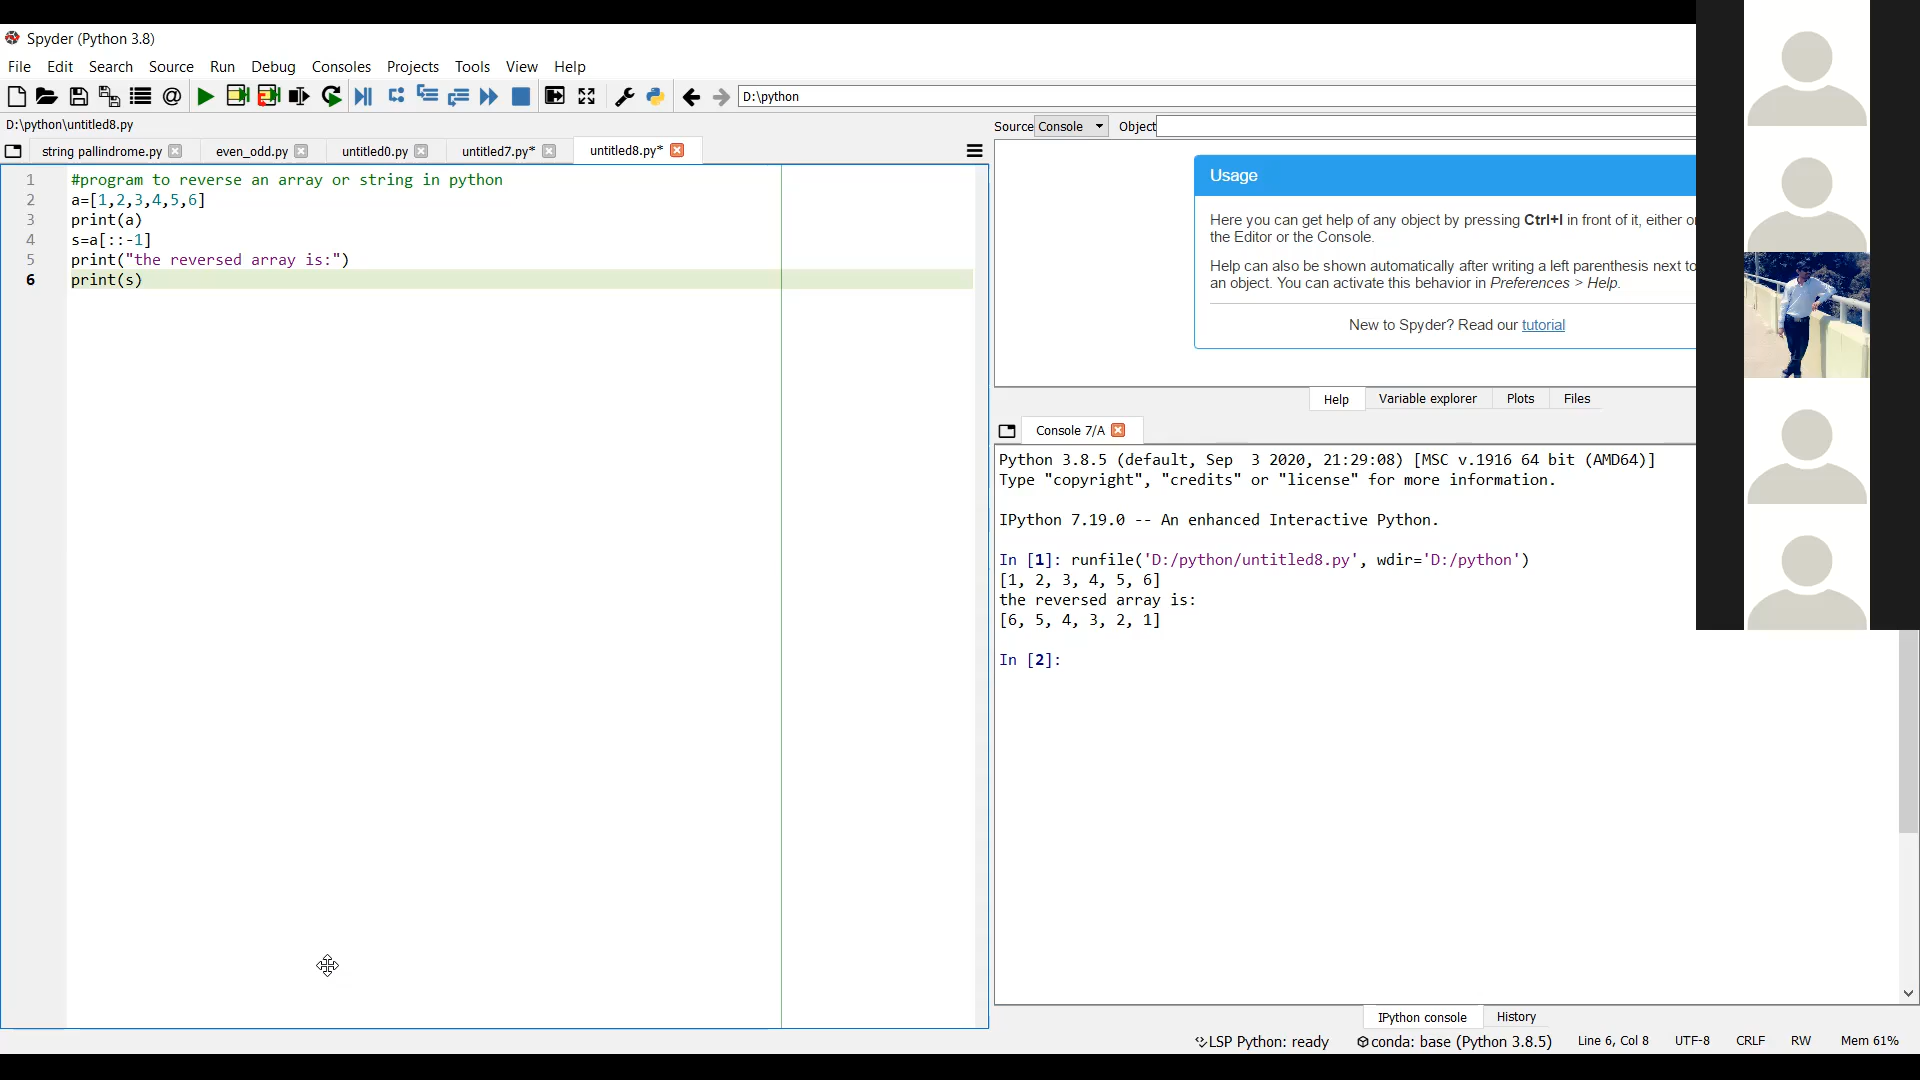 Spyder (Python 3.8)
File Edit Search Source Run Debug Consoles Projects Tools View Help
D:\python
D:\python\untitled8.py
string pallindrome.py even_odd.py untitled0.py untitled7.py* untitled8.py*
1 #program to reverse an array or string in python
2 a=[1,2,3,4,5,6]
3 print(a)
4 s=a[::-1]
5 print("the reversed array is:")
6 print(s)
Source Console Object
Usage
Here you can get help of any object by pressing Ctrl+I in front of it, either
the Editor or the Console.
Help can also be shown automatically after writing a left parenthesis next to
an object. You can activate this behavior in Preferences > Help.
New to Spyder? Read our tutorial
Help Variable explorer Plots Files
Console 7/A
Python 3.8.5 (default, Sep  3 2020, 21:29:08) [MSC v.1916 64 bit (AMD64)]
Type "copyright", "credits" or "license" for more information.
IPython 7.19.0 -- An enhanced Interactive Python.
In [1]: runfile('D:/python/untitled8.py', wdir='D:/python')
[1, 2, 3, 4, 5, 6]
the reversed array is:
[6, 5, 4, 3, 2, 1]
In [2]:
IPython console History
LSP Python: ready conda: base (Python 3.8.5) Line 6, Col 8 UTF-8 CRLF RW Mem 61%